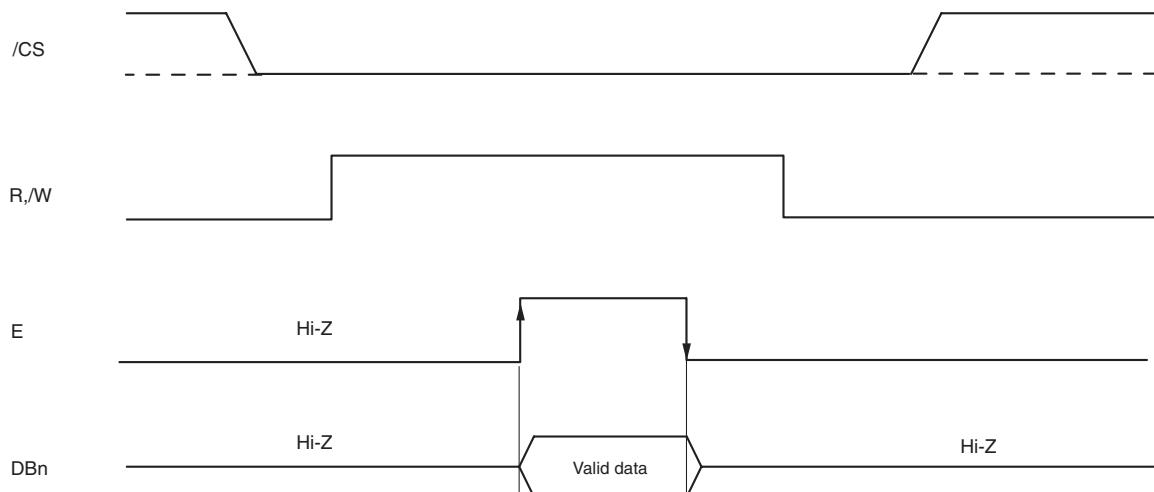 /CS
R,/W
E
Hi-Z
DBn
Hi-Z
Valid data
Hi-Z